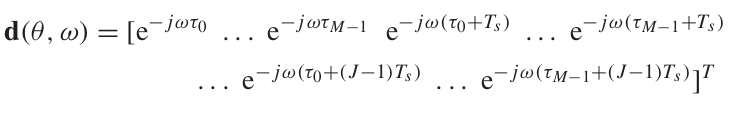 d(θ, ω) = [e^{−jωτ_0} … e^{−jωτ_{M−1}} e^{−jω(τ_0+T_s)} … e^{−jω(τ_{M−1}+T_s)}
… e^{−jω(τ_0+(J−1)T_s)} … e^{−jω(τ_{M−1}+(J−1)T_s)}]^T